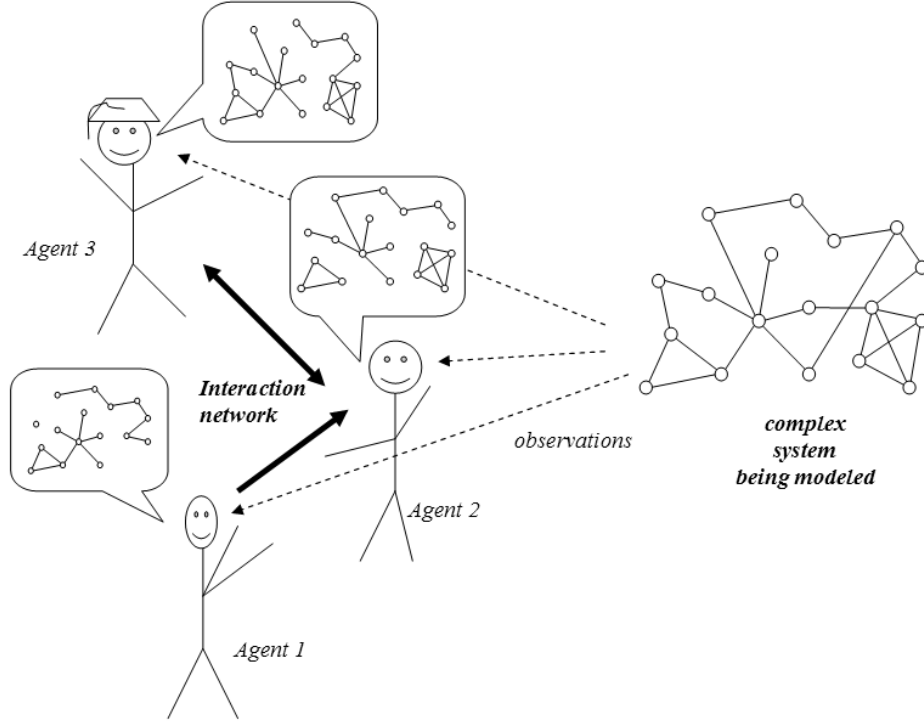 Agent 3
Interaction
network
observations
complex
system
being modeled
Agent 2
Agent 1